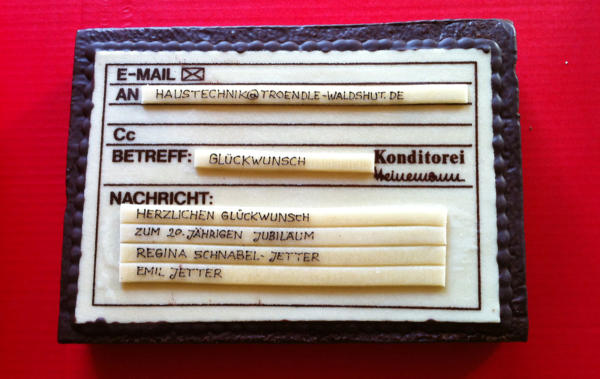 E-MAIL
AN HAUSTECHNIK@TROENDLE-WALDSHUT.DE
Cc
BETREFF: GLÜCKWUNSCH Konditorei
Heinemann
NACHRICHT:
HERZLICHEN GLÜCKWUNSCH
ZUM 20.JÄHRIGEN JUBILÄUM
REGINA SCHNABEL-JETTER
EMIL JETTER